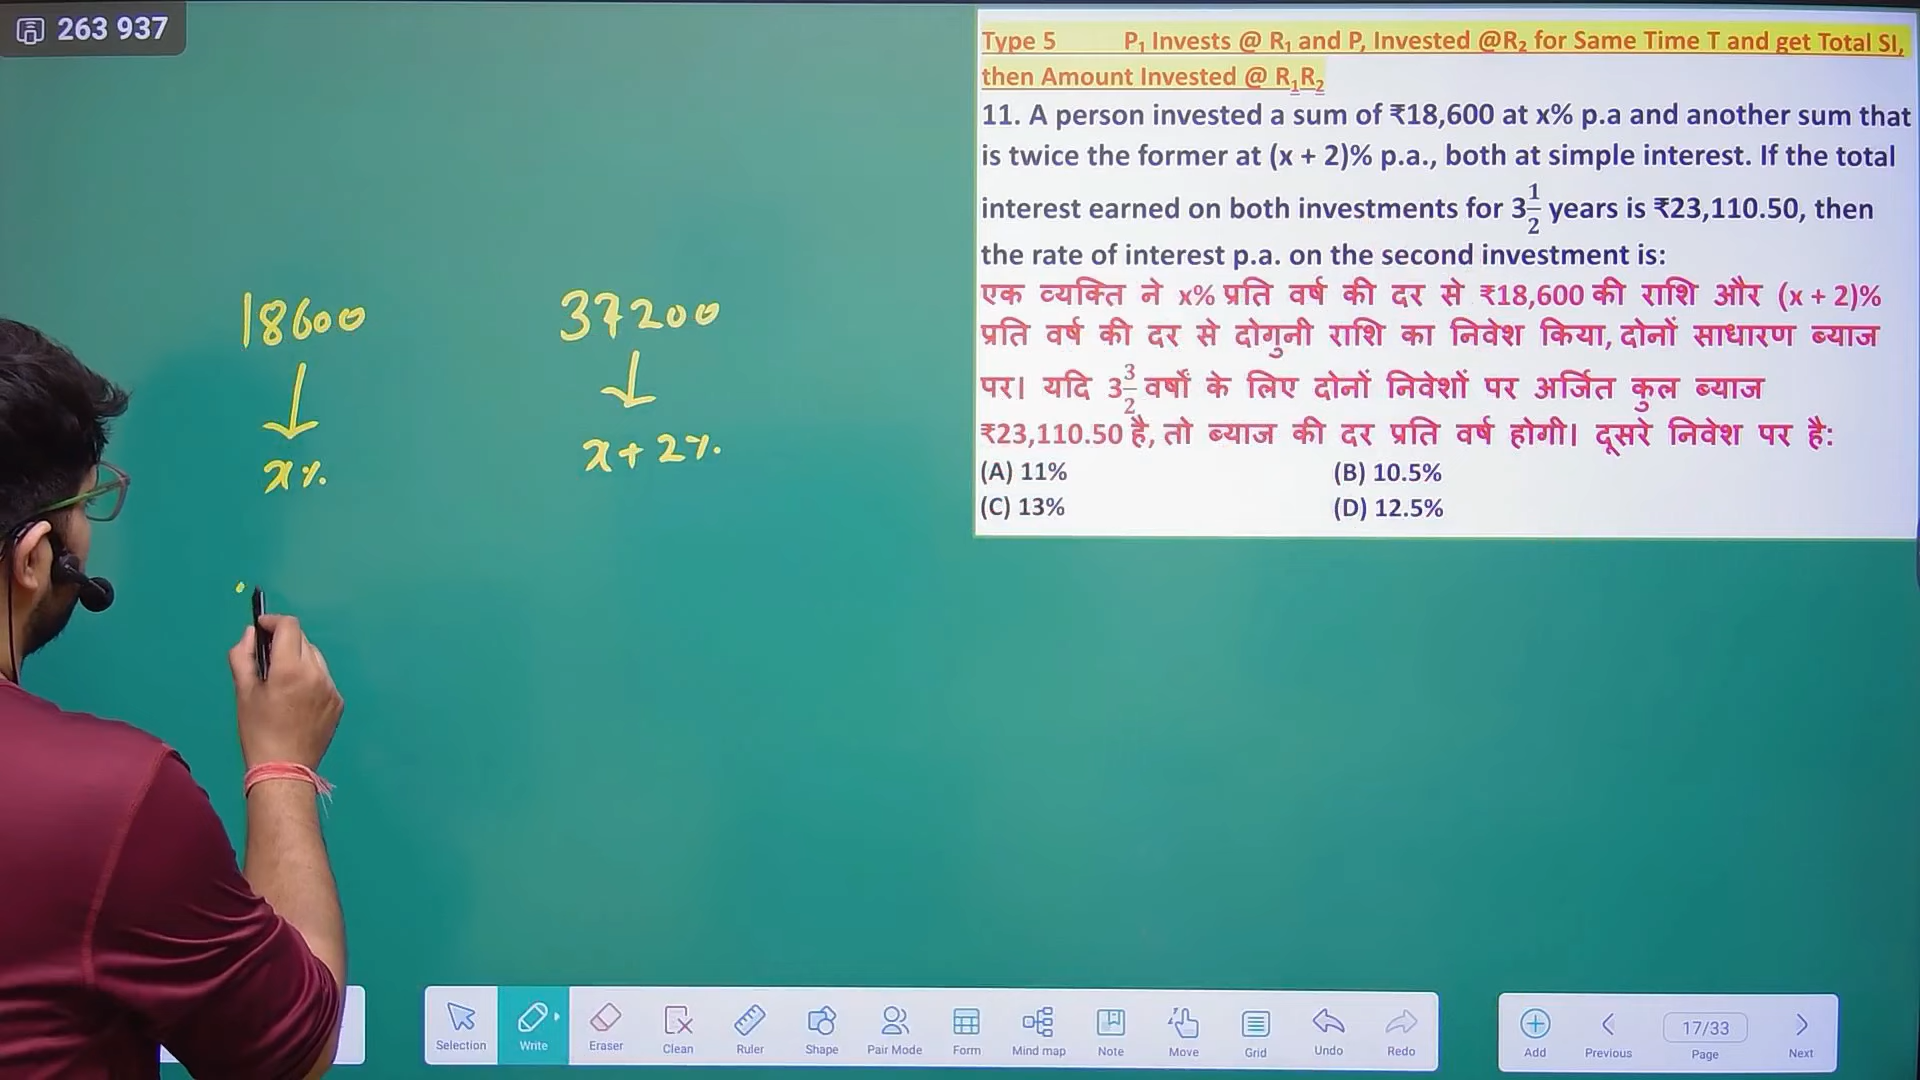 263 937
Type 5 P₁ Invests @ R₁ and P, Invested @R₂ for Same Time T and get Total SI,
then Amount Invested @ R₁R₂
11. A person invested a sum of ₹18,600 at x% p.a and another sum that
is twice the former at (x + 2)% p.a., both at simple interest. If the total
interest earned on both investments for 3 1/2 years is ₹23,110.50, then
the rate of interest p.a. on the second investment is:
एक व्यक्ति ने x% प्रति वर्ष की दर से ₹18,600 की राशि और (x + 2)%
प्रति वर्ष की दर से दोगुनी राशि का निवेश किया, दोनों साधारण ब्याज
पर। यदि 3 3/2 वर्षों के लिए दोनों निवेशों पर अर्जित कुल ब्याज
₹23,110.50 है, तो ब्याज की दर प्रति वर्ष होगी। दूसरे निवेश पर है:
(A) 11% (B) 10.5%
(C) 13% (D) 12.5%
18600 37200
x% x+2%
Selection Write Eraser Clean Ruler Shape Pair Mode Form Mind map Note Move Grid Undo Redo
Add Previous 17/33 Page Next